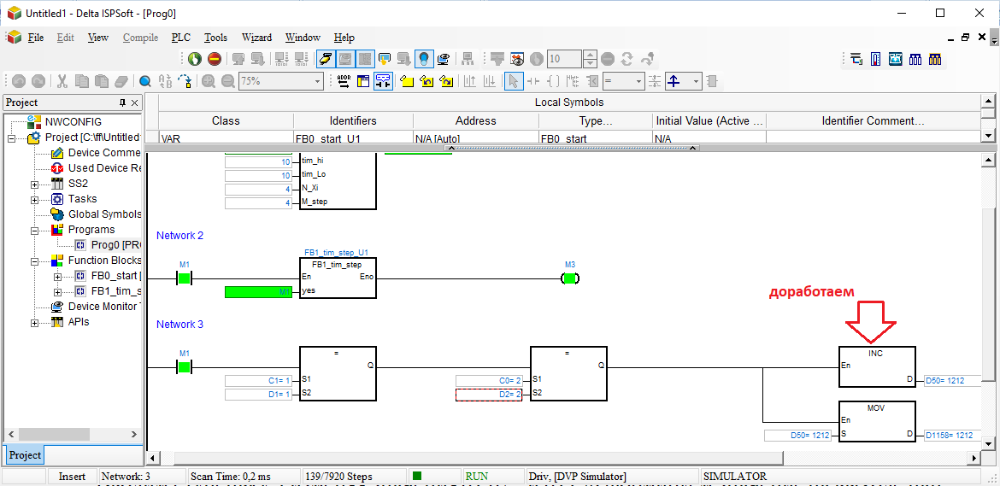 Untitled1 - Delta ISPSoft - [Prog0]
File Edit View Compile PLC Tools Wizard Window Help
10
75%
ADDR
Project
NWCONFIG
Project [C:\ff\Untitled
Device Comme
Used Device Re
SS2
Tasks
Global Symbols
Programs
Prog0 [PR
Function Blocks
FB0_start [
FB1_tim_s
Device Monitor
APIs
Project
Local Symbols
Class Identifiers Address Type... Initial Value (Active ... Identifier Comment...
VAR FB0_start_U1 N/A [Auto] FB0_start N/A
10 tim_hi
10 tim_Lo
4 N_Xi
4 M_step
Network 2
M1 FB1_tim_step_U1 M3
FB1_tim_step
En Eno
M1 yes
доработаем
Network 3
M1 = = INC
Q Q En
C1= 1 S1 C0= 2 S1 D D50= 1212
D1= 1 S2 D2= 2 S2
MOV
En
D50= 1212 S D D1158= 1212
Insert Network: 3 Scan Time: 0,2 ms 139/7920 Steps RUN Driv, [DVP Simulator] SIMULATOR